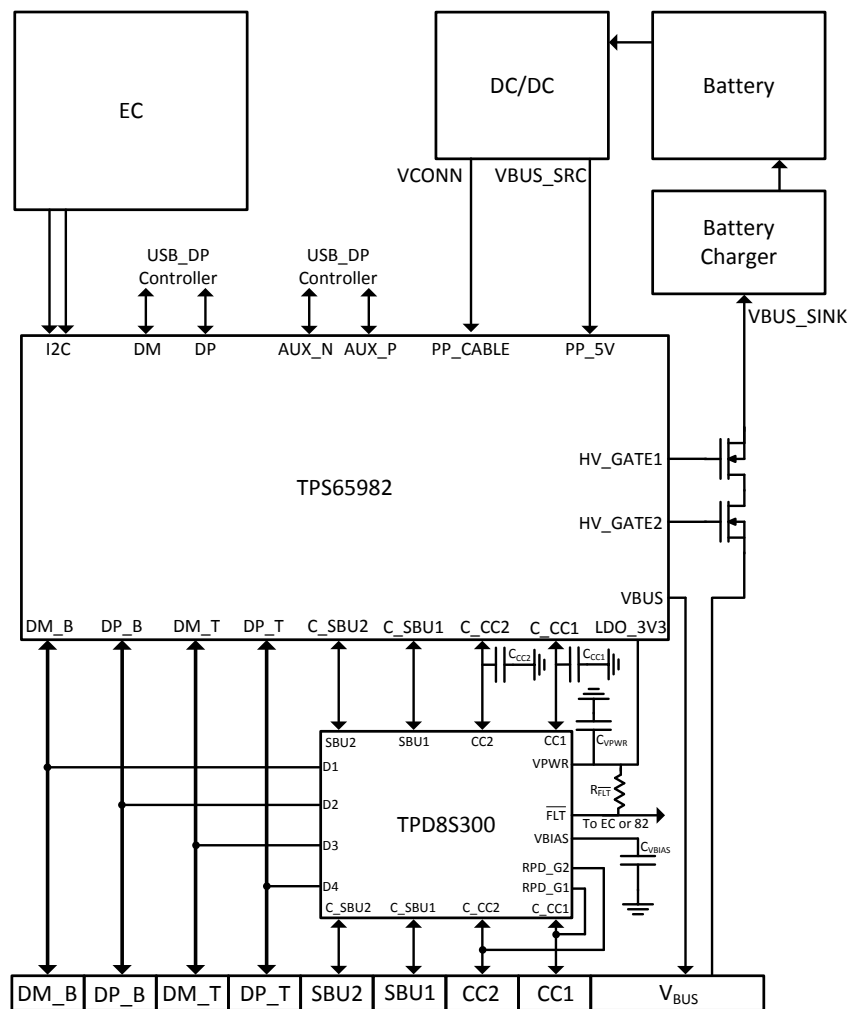 EC
DC/DC
Battery
VCONN
VBUS_SRC
Battery
Charger
USB_DP
Controller
USB_DP
Controller
VBUS_SINK
I2C
DM
DP
AUX_N
AUX_P
PP_CABLE
PP_5V
HV_GATE1
TPS65982
HV_GATE2
VBUS
DM_B
DP_B
DM_T
DP_T
C_SBU2
C_SBU1
C_CC2
C_CC1
LDO_3V3
CCC2
CCC1
SBU2
SBU1
CC2
CC1
CVPWR
VPWR
D1
RFLT
D2
TPD8S300
FLT
To EC or 82
VBIAS
CVBIAS
D3
RPD_G2
RPD_G1
D4
C_SBU2
C_SBU1
C_CC2
C_CC1
DM_B
DP_B
DM_T
DP_T
SBU2
SBU1
CC2
CC1
VBUS